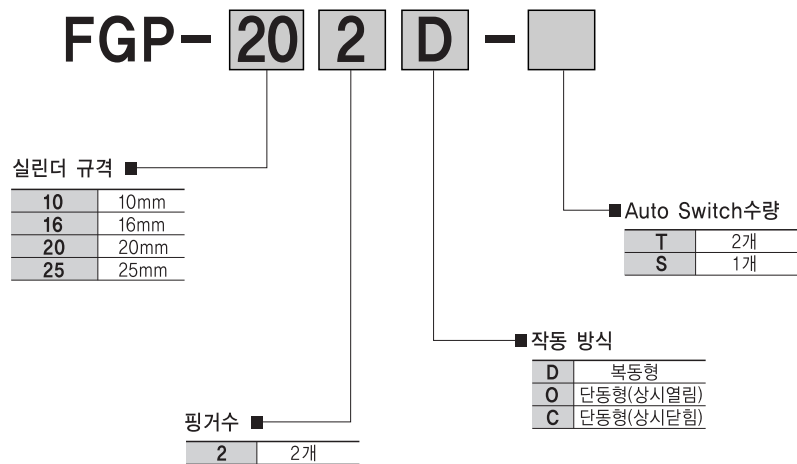 FGP-20 2 D -
실린더 규격
10 10mm
16 16mm
20 20mm
25 25mm
Auto Switch수량
T 2개
S 1개
작동 방식
D 복동형
O 단동형(상시열림)
C 단동형(상시닫힘)
핑거수
2 2개